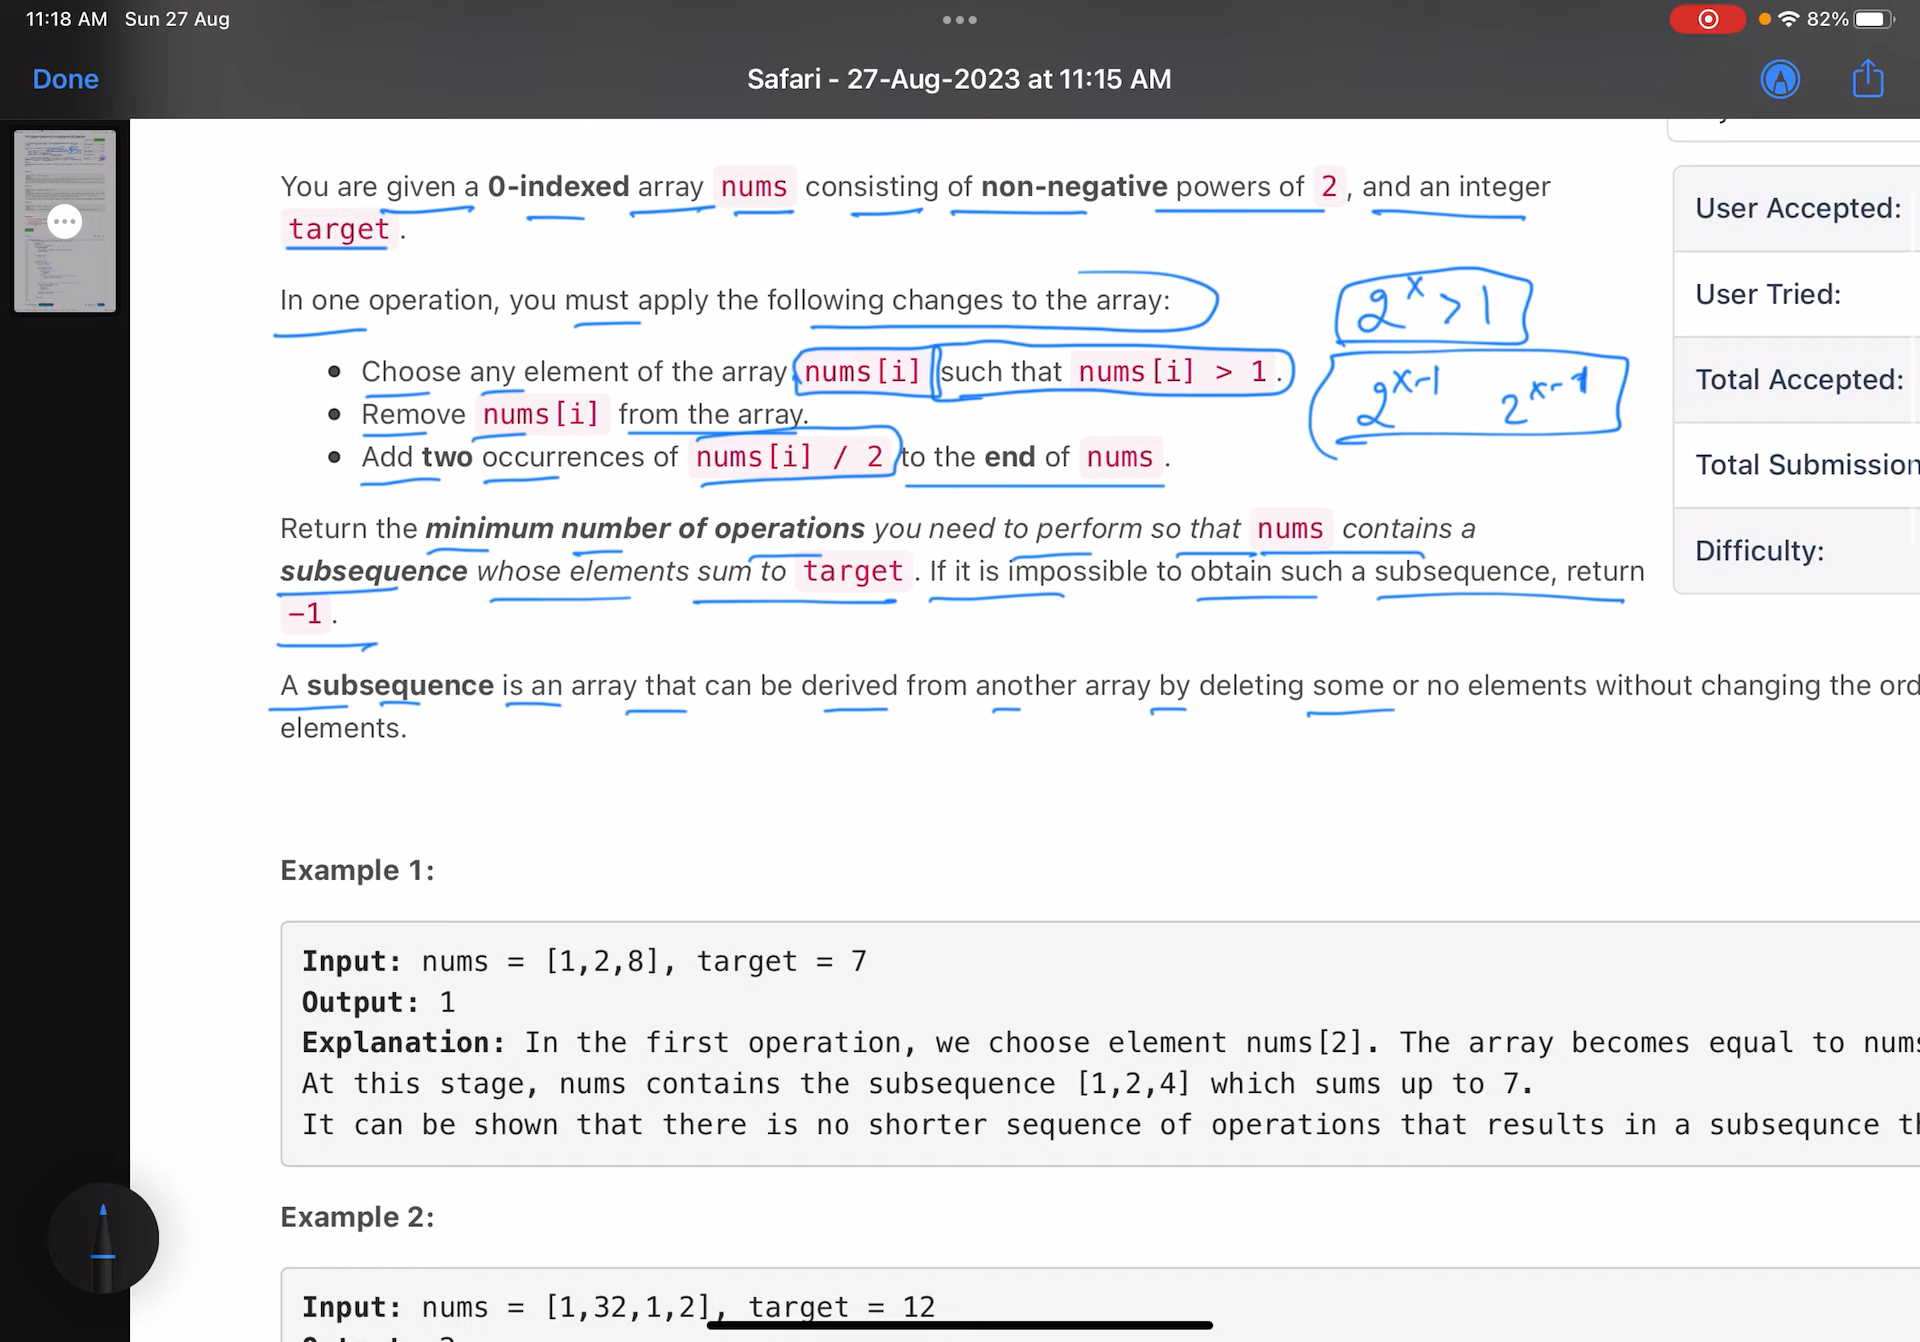 11:18 AM Sun 27 Aug
82%
Done
Safari - 27-Aug-2023 at 11:15 AM
You are given a 0-indexed array nums consisting of non-negative powers of 2, and an integer
target.
In one operation, you must apply the following changes to the array:
2^x > 1
• Choose any element of the array nums[i] such that nums[i] > 1.
2^x-1 2^x-1
• Remove nums[i] from the array.
• Add two occurrences of nums[i] / 2 to the end of nums.
Return the minimum number of operations you need to perform so that nums contains a
subsequence whose elements sum to target. If it is impossible to obtain such a subsequence, return
-1.
A subsequence is an array that can be derived from another array by deleting some or no elements without changing the ord
elements.
User Accepted:
User Tried:
Total Accepted:
Total Submission
Difficulty:
Example 1:
Input: nums = [1,2,8], target = 7
Output: 1
Explanation: In the first operation, we choose element nums[2]. The array becomes equal to nums
At this stage, nums contains the subsequence [1,2,4] which sums up to 7.
It can be shown that there is no shorter sequence of operations that results in a subsequnce th
Example 2:
Input: nums = [1,32,1,2], target = 12